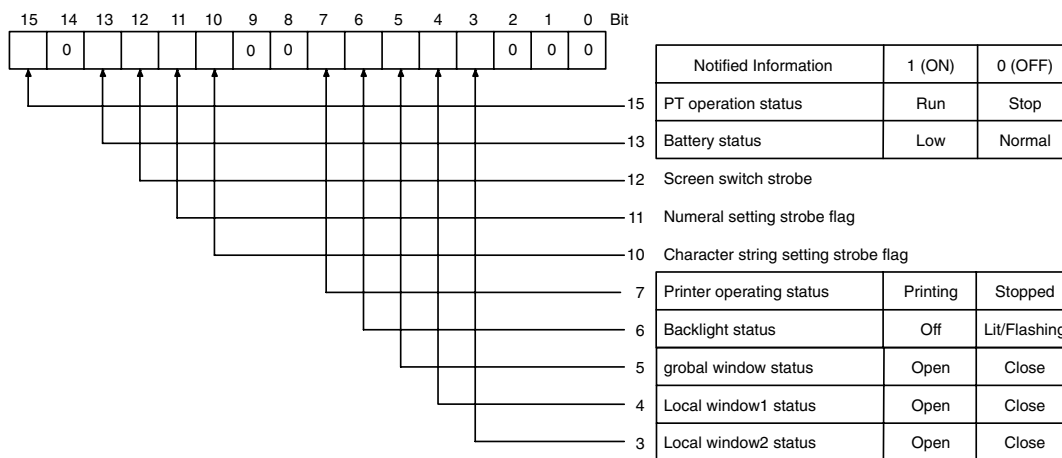 15 14 13 12 11 10 9 8 7 6 5 4 3 2 1 0 Bit
0 0 0 0 0 0
Notified Information 1 (ON) 0 (OFF)
15 PT operation status Run Stop
13 Battery status Low Normal
12 Screen switch strobe
11 Numeral setting strobe flag
10 Character string setting strobe flag
7 Printer operating status Printing Stopped
6 Backlight status Off Lit/Flashing
5 grobal window status Open Close
4 Local window1 status Open Close
3 Local window2 status Open Close